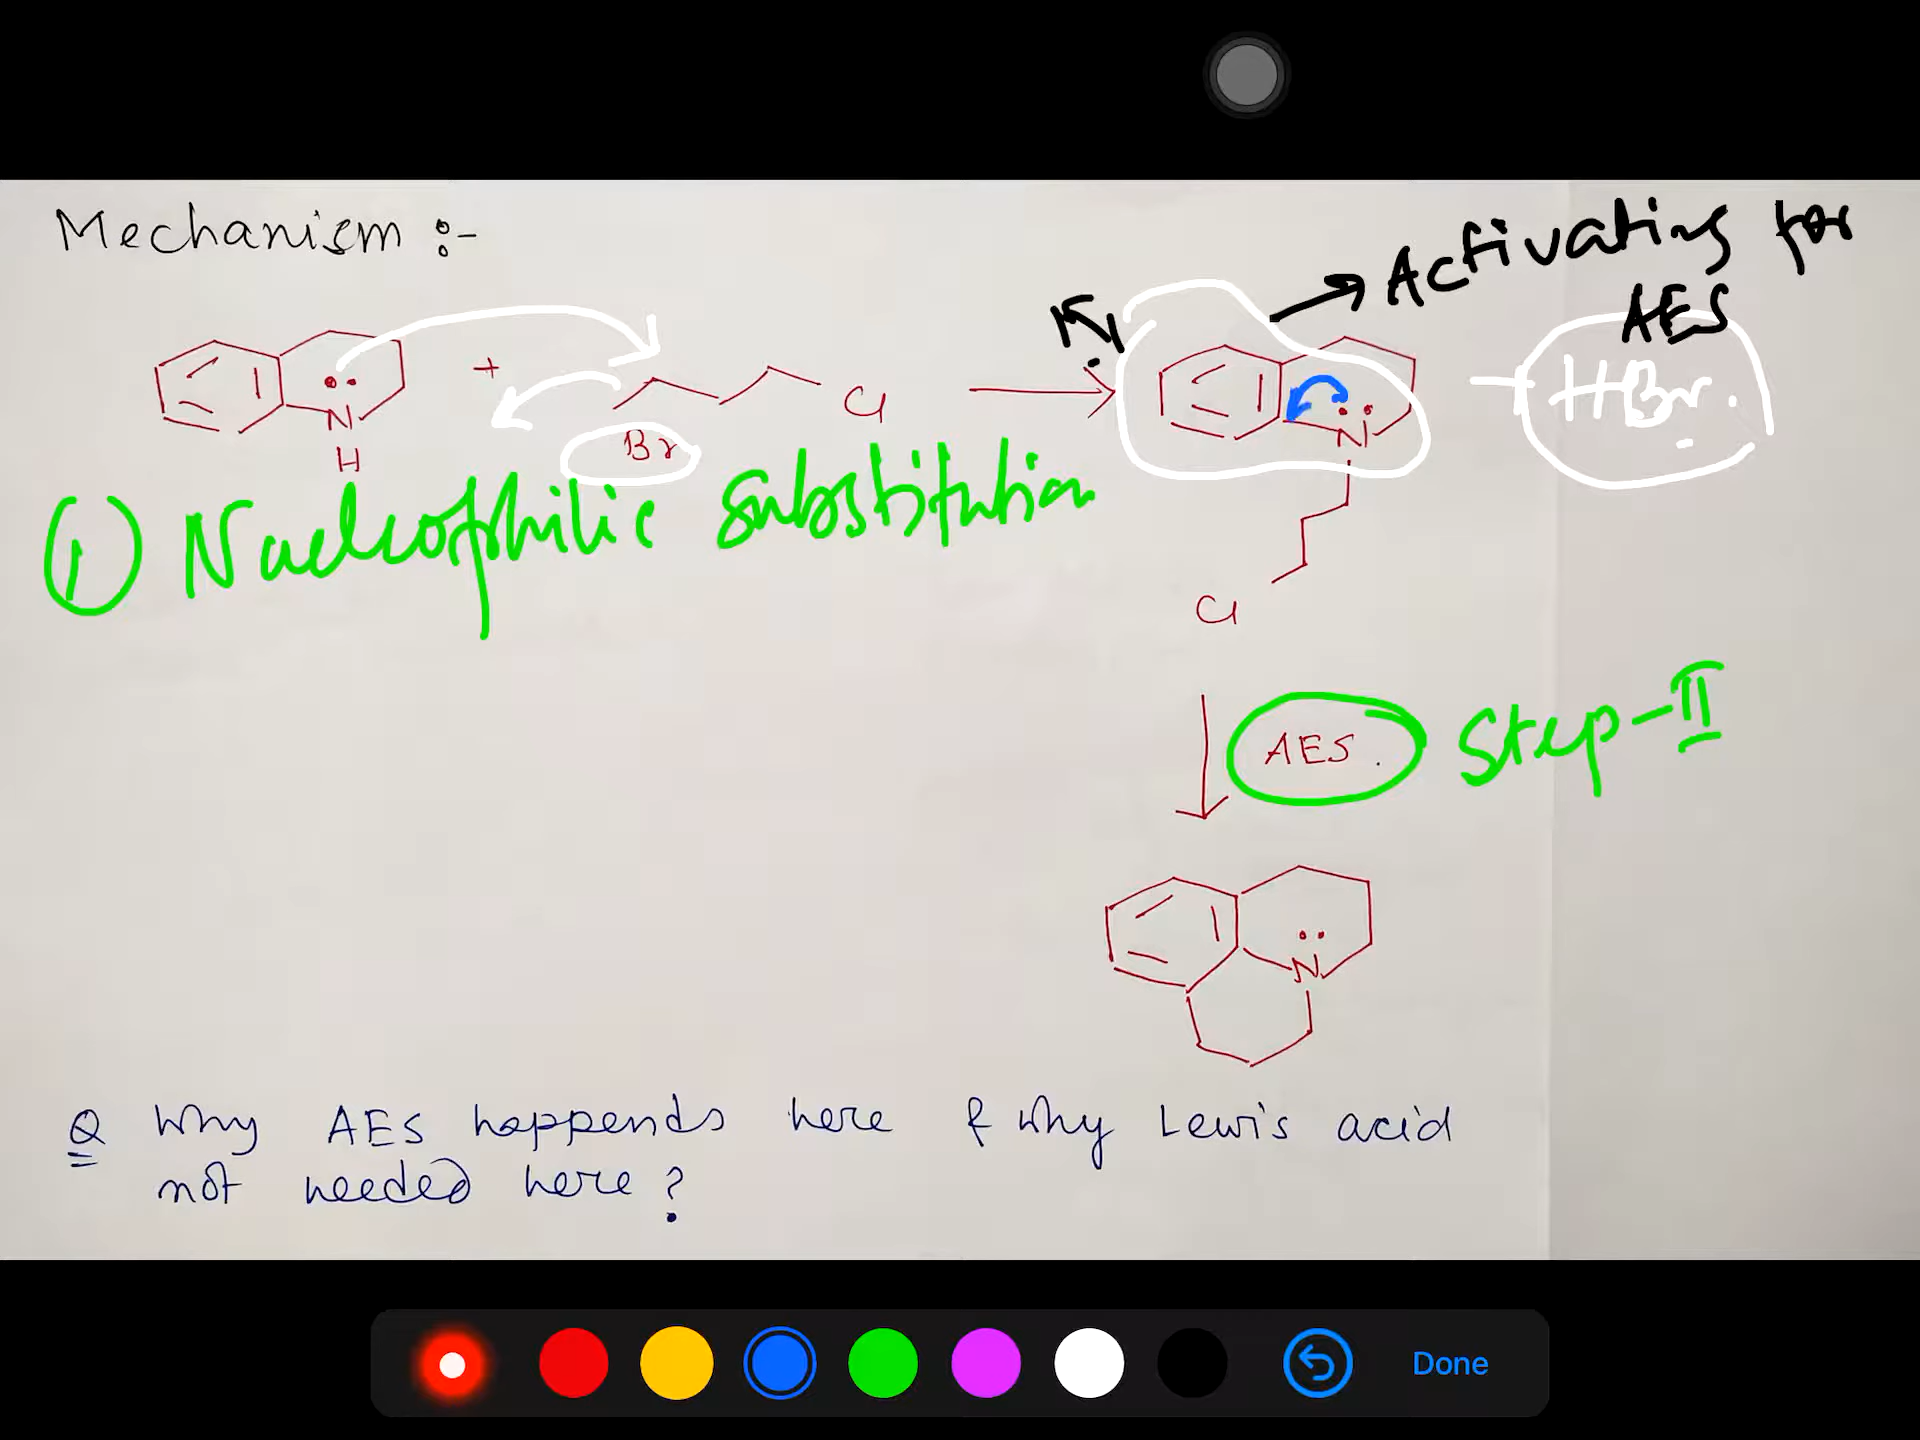 Mechanism :-
Activating for
AES
+
Cl
Br
N
H
N
- HBr.
① Nucleophilic substitution
Cl
AES. Step-II
N
Q Why AEs happends here & why Lewis acid
not needed here ?
Done